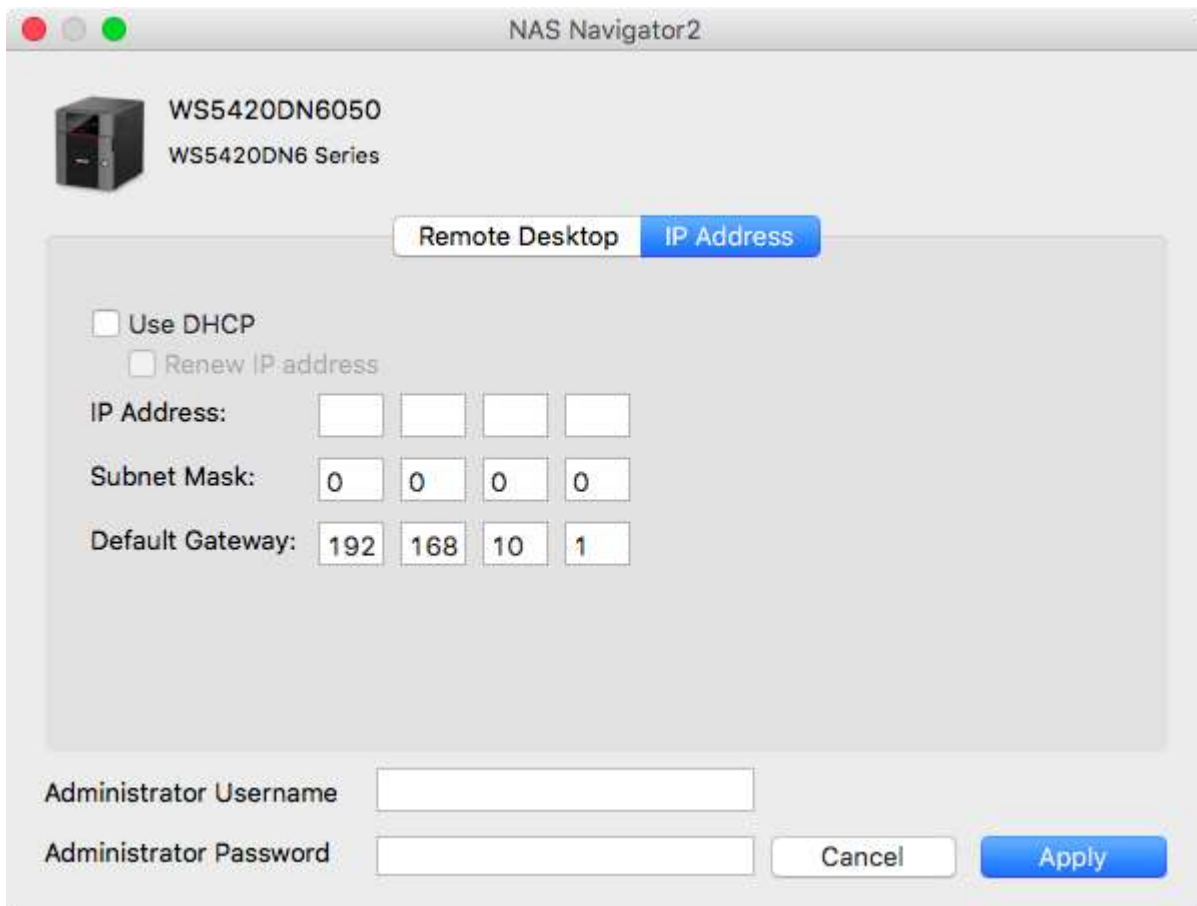 NAS Navigator2
WS5420DN6050
WS5420DN6 Series
Remote Desktop IP Address
Use DHCP
Renew IP address
IP Address:
Subnet Mask: 0 0 0 0
Default Gateway: 192 168 10 1
Administrator Username
Administrator Password
Cancel Apply